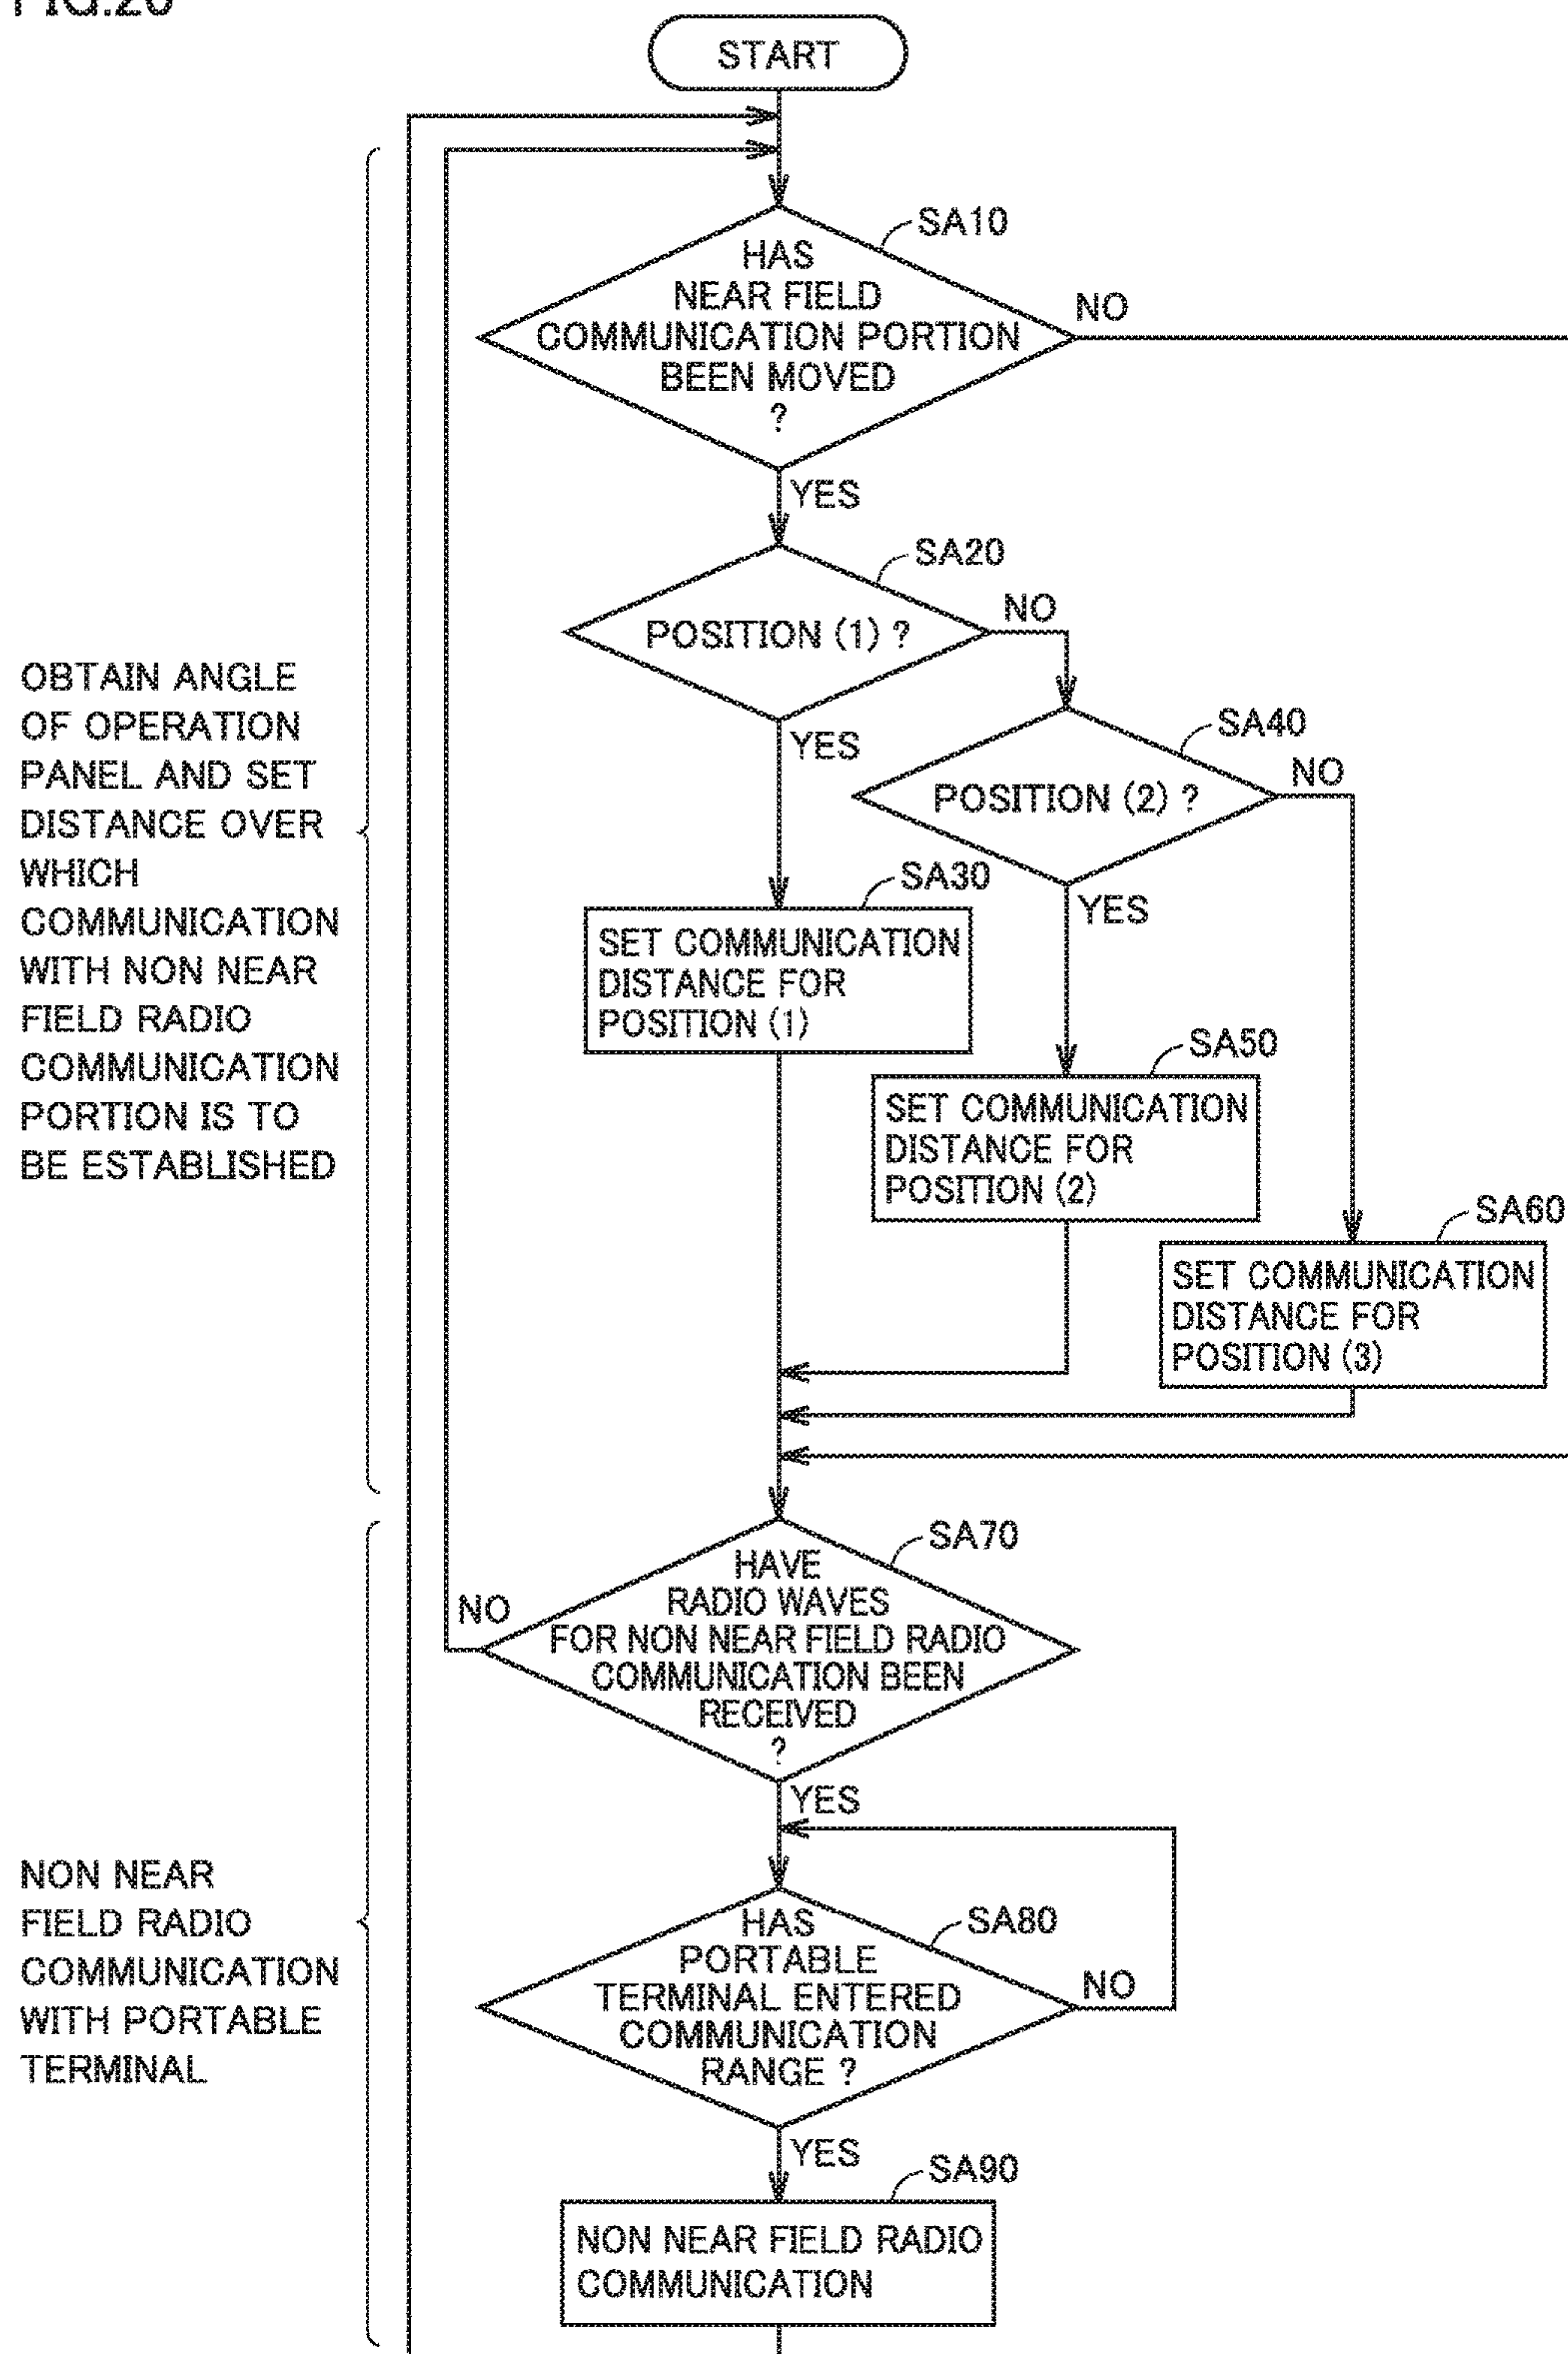 FIG.20
START
SA10
HAS
NEAR FIELD
COMMUNICATION PORTION
BEEN MOVED
?
NO
YES
SA20
POSITION (1) ?
NO
YES
SA40
POSITION (2) ?
NO
YES
SA30
SET COMMUNICATION
DISTANCE FOR
POSITION (1)
SA50
SET COMMUNICATION
DISTANCE FOR
POSITION (2)
SA60
SET COMMUNICATION
DISTANCE FOR
POSITION (3)
OBTAIN ANGLE
OF OPERATION
PANEL AND SET
DISTANCE OVER
WHICH
COMMUNICATION
WITH NON NEAR
FIELD RADIO
COMMUNICATION
PORTION IS TO
BE ESTABLISHED
SA70
HAVE
RADIO WAVES
FOR NON NEAR FIELD RADIO
COMMUNICATION BEEN
RECEIVED
?
NO
YES
SA80
HAS
PORTABLE
TERMINAL ENTERED
COMMUNICATION
RANGE ?
NO
YES
SA90
NON NEAR FIELD RADIO
COMMUNICATION
NON NEAR
FIELD RADIO
COMMUNICATION
WITH PORTABLE
TERMINAL